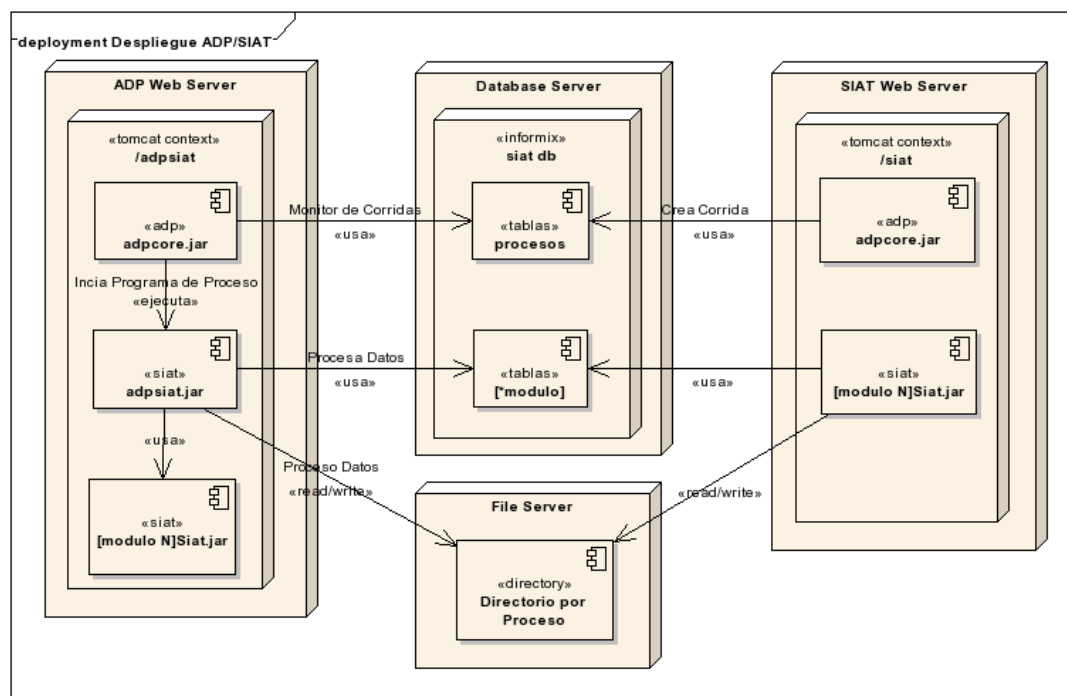 deployment Despliegue ADP/SIAT
ADP Web Server
«tomcat context»
/adpsiat
«adp»
adpcore.jar
Incia Programa de Proceso
«ejecuta»
«siat»
adpsiat.jar
«usa»
«siat»
[modulo N]Siat.jar
Monitor de Corridas
«usa»
Procesa Datos
«usa»
Proceso Datos
«read/write»
Database Server
«informix»
siat db
«tablas»
procesos
«tablas»
[*modulo]
File Server
«directory»
Directorio por
Proceso
Crea Corrida
«usa»
«usa»
«read/write»
SIAT Web Server
«tomcat context»
/siat
«adp»
adpcore.jar
«siat»
[modulo N]Siat.jar